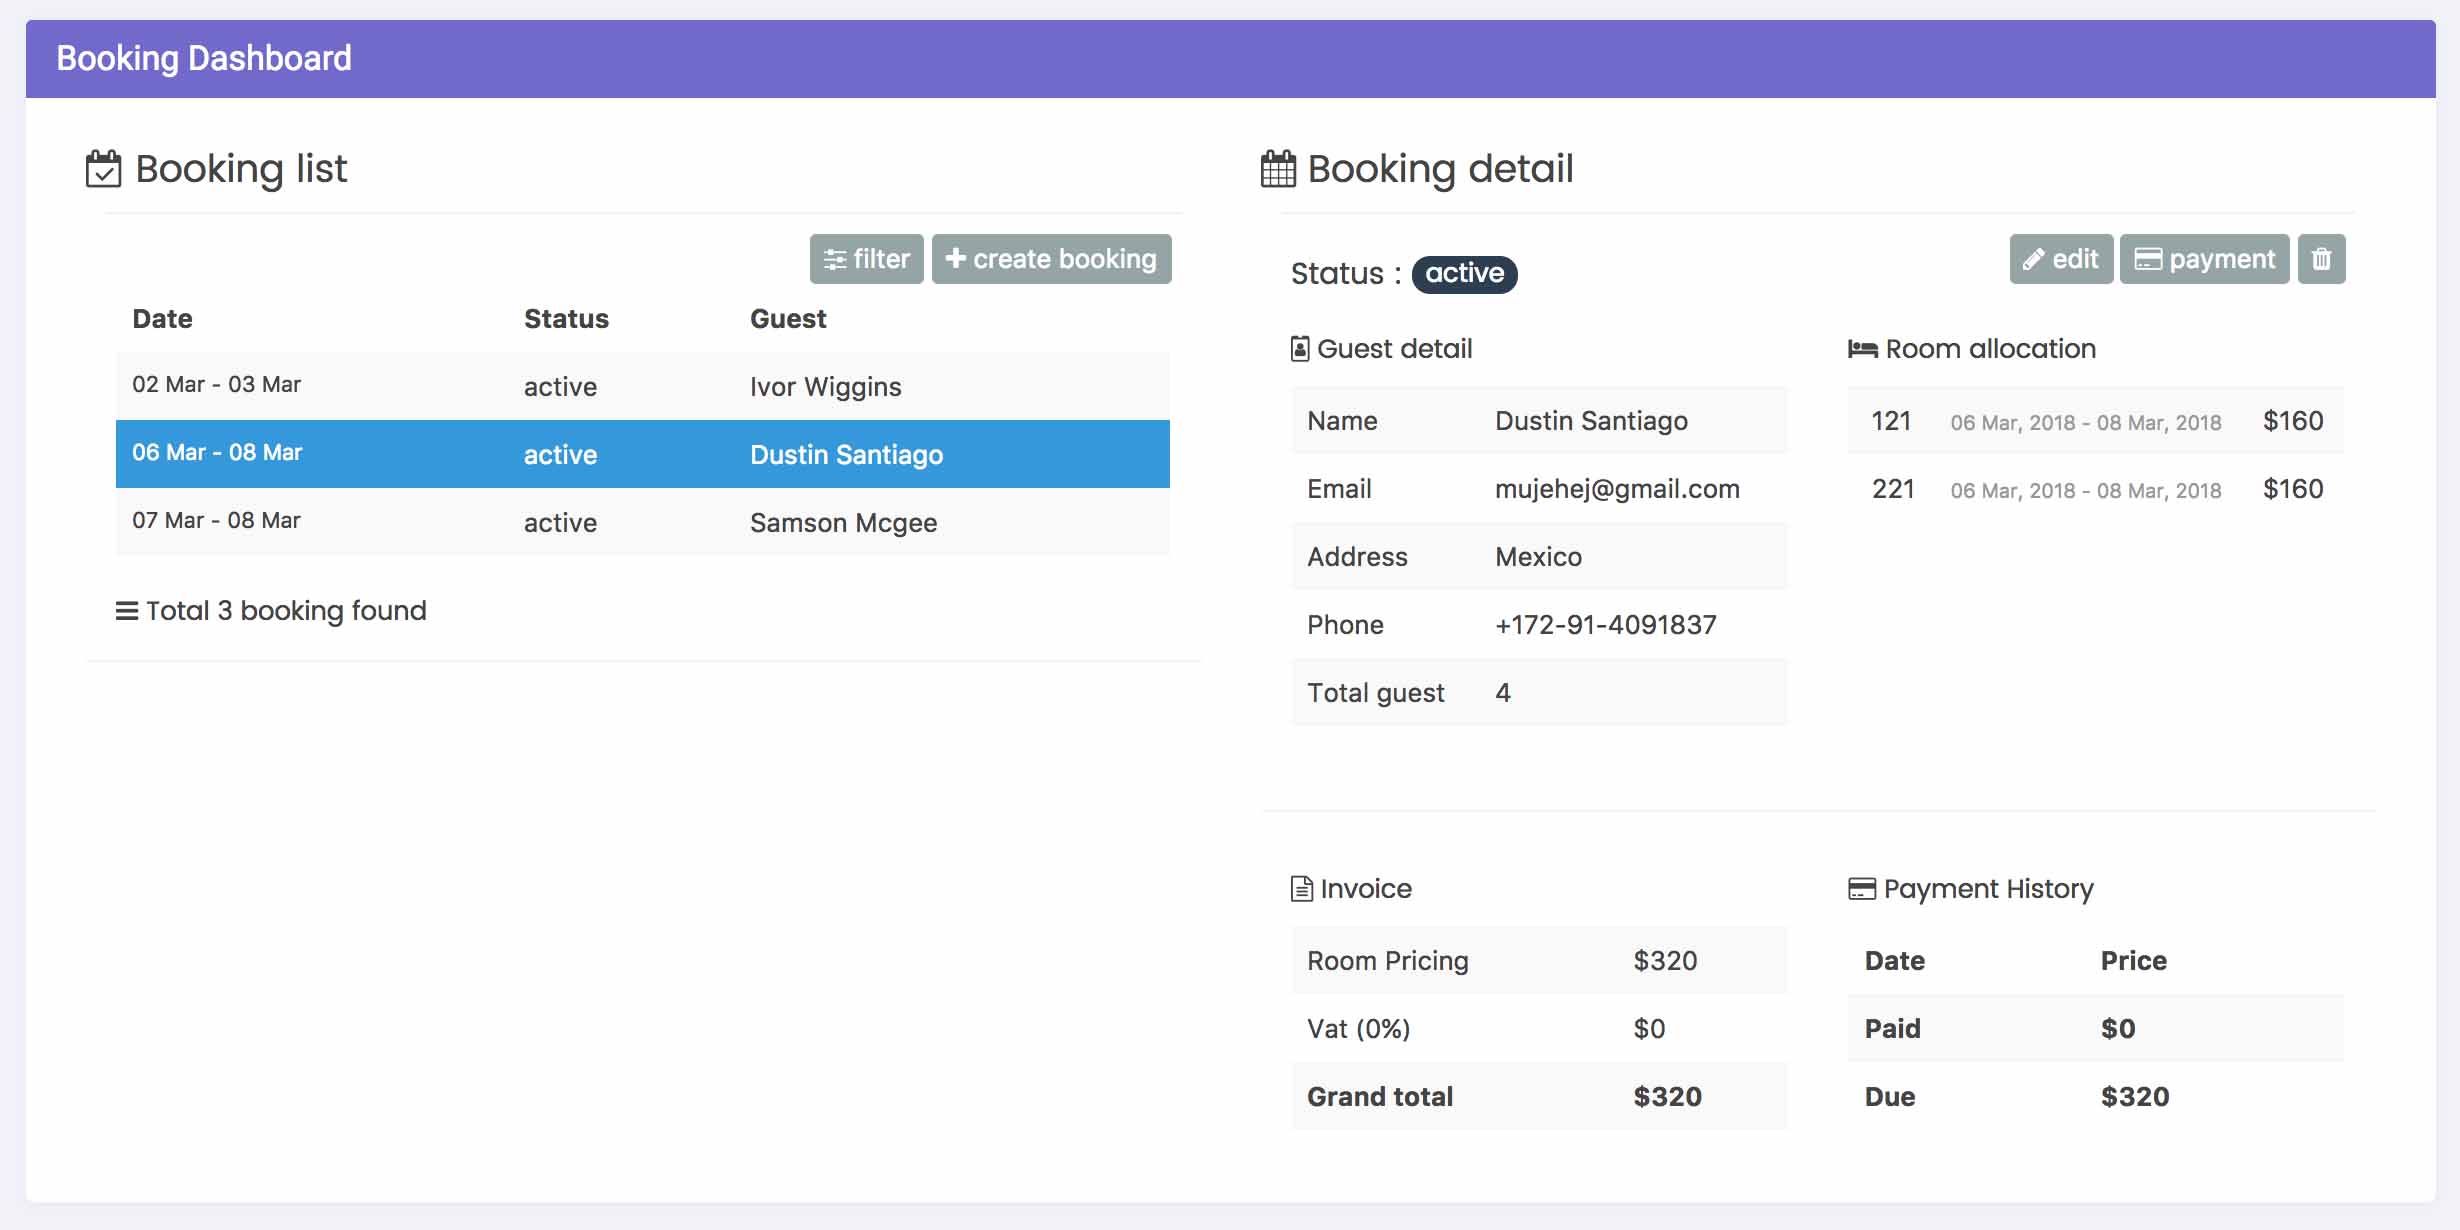 Booking Dashboard
Booking list
filter
create booking
Date Status Guest
02 Mar - 03 Mar active Ivor Wiggins
06 Mar - 08 Mar active Dustin Santiago
07 Mar - 08 Mar active Samson Mcgee
Total 3 booking found
Booking detail
Status : active
edit
payment
Guest detail
Name Dustin Santiago
Email mujehej@gmail.com
Address Mexico
Phone +172-91-4091837
Total guest 4
Room allocation
121 06 Mar, 2018 - 08 Mar, 2018 $160
221 06 Mar, 2018 - 08 Mar, 2018 $160
Invoice
Room Pricing $320
Vat (0%) $0
Grand total $320
Payment History
Date Price
Paid $0
Due $320